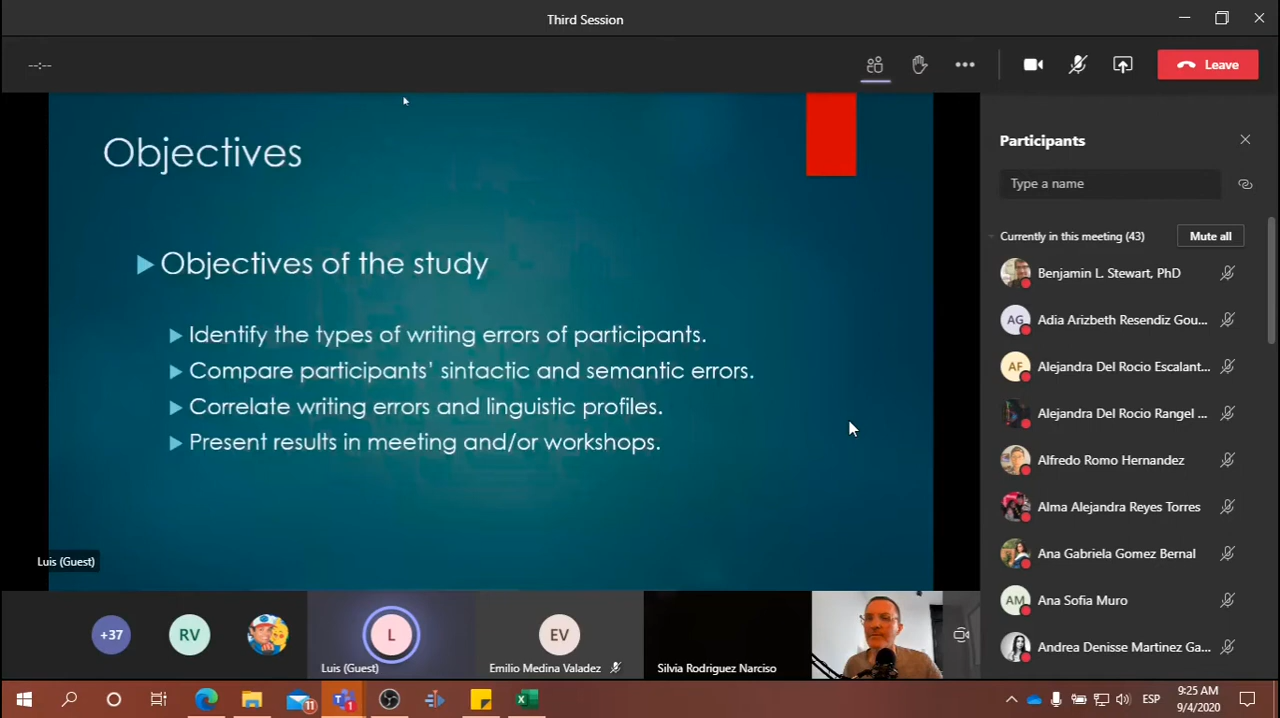 Third Session
--:--
Leave
Objectives
Objectives of the study
Identify the types of writing errors of participants.
Compare participants' sintactic and semantic errors.
Correlate writing errors and linguistic profiles.
Present results in meeting and/or workshops.
Luis (Guest)
Participants
Type a name
Currently in this meeting (43)
Mute all
Benjamin L. Stewart, PhD
AG
Adia Arizbeth Resendiz Gou...
AF
Alejandra Del Rocio Escalant...
Alejandra Del Rocio Rangel ...
Alfredo Romo Hernandez
Alma Alejandra Reyes Torres
Ana Gabriela Gomez Bernal
AM
Ana Sofia Muro
Andrea Denisse Martinez Ga...
+37
RV
L
Luis (Guest)
EV
Emilio Medina Valadez
Silvia Rodriguez Narciso
11
1
ESP
9:25 AM
9/4/2020